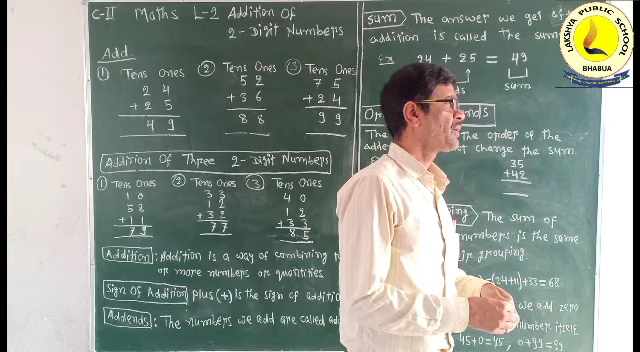 C-II Maths L-2 Addition Of
2-Digit Numbers
Add
① Tens Ones
2 4
+ 2 5
4 9
② Tens Ones
5 2
+ 3 6
8 8
③ Tens Ones
7 5
+ 2 4
9 9
Addition Of Three 2-Digit Numbers
① Tens Ones
1 0
5 8
+ 1 1
7 9
② Tens Ones
3 3
1 2
+ 3 2
7 7
③ Tens Ones
4 0
1 2
+ 3 3
8 5
Addition : Addition is a way of combining
or more numbers or quantities
Sign Of Addition plus (+) is the sign of addition
Addends : The numbers we add are called
Sum : The answer we get
addition is called the sum
Ex 24 + 25 = 49
sum
The the order of the
change the sum
35
+42
The sum of
numbers is the same
grouping.
(24+11)+33=68
we add zero
number itself.
45+0=45, 0+99=99
LAKSHYA PUBLIC SCHOOL
BHABUA